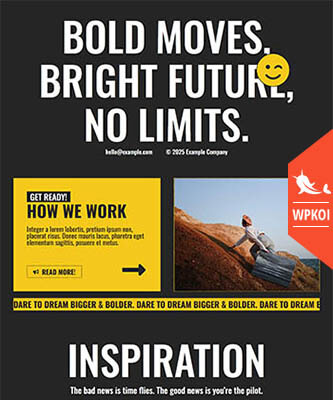 BOLD MOVES,
BRIGHT FUTURE,
NO LIMITS.
hello@example.com © 2025 Example Company
WPKOI
GET READY!
HOW WE WORK
Integer a lorem lobortis, pretium ipsum non,
placerat risus. Donec mauris lacus, pharetra eget
elementum sagittis, posuere et metus.
READ MORE!
DARE TO DREAM BIGGER & BOLDER. DARE TO DREAM BIGGER & BOLDER. DARE TO DREAM E
INSPIRATION
The bad news is time flies. The good news is you're the pilot.